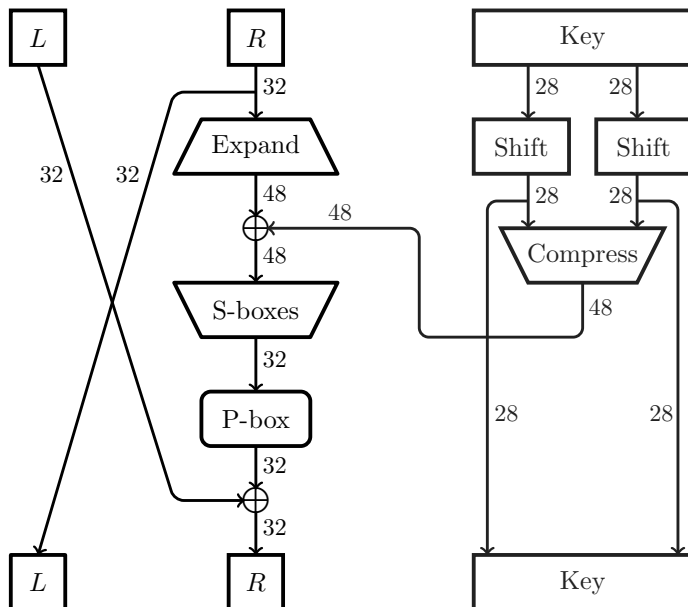 L R Key
32 28 28
Expand Shift Shift
32 32
48 28 28
48
48 Compress
S-boxes 48
32
P-box 28 28
32
32
L R Key